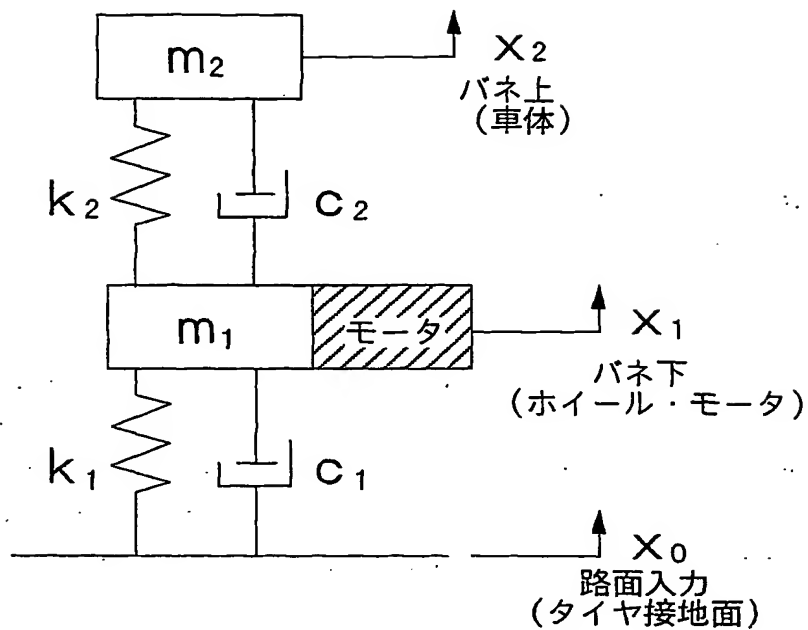 m2
x2
バネ上
(車体)
k2
c2
m1
モータ
x1
バネ下
(ホイール・モータ)
k1
c1
x0
路面入力
(タイヤ接地面)